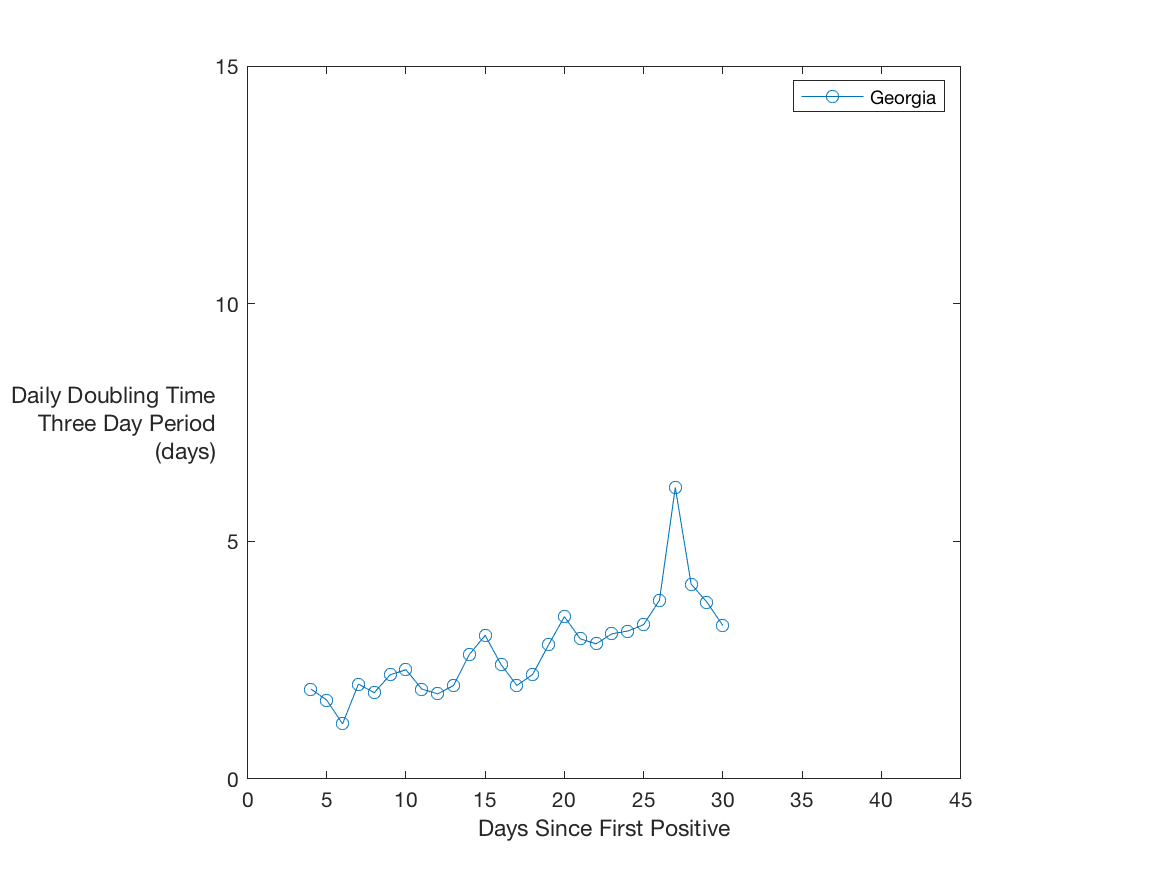 15
Georgia
10
Daily Doubling Time
Three Day Period
(days)
5
0
0 5 10 15 20 25 30 35 40 45
Days Since First Positive